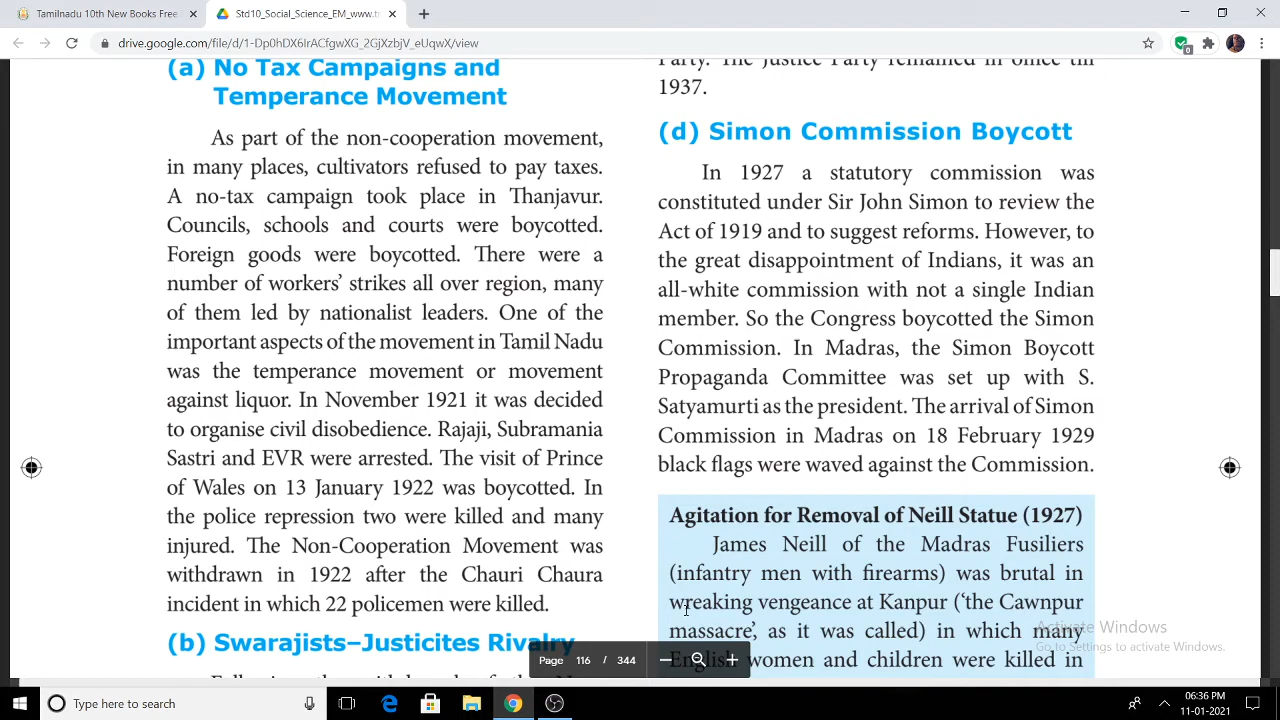 Tamilnadu 10th New Books Free
Std10_Social_Science_EM_www.t
drive.google.com/file/d/1-Dp0hDX6IrACfgwXG_2GjXzbjV_eUqwX/view
(a) No Tax Campaigns and
Temperance Movement
As part of the non-cooperation movement,
in many places, cultivators refused to pay taxes.
A no-tax campaign took place in Thanjavur.
Councils, schools and courts were boycotted.
Foreign goods were boycotted. There were a
number of workers’ strikes all over region, many
of them led by nationalist leaders. One of the
important aspects of the movement in Tamil Nadu
was the temperance movement or movement
against liquor. In November 1921 it was decided
to organise civil disobedience. Rajaji, Subramania
Sastri and EVR were arrested. The visit of Prince
of Wales on 13 January 1922 was boycotted. In
the police repression two were killed and many
injured. The Non-Cooperation Movement was
withdrawn in 1922 after the Chauri Chaura
incident in which 22 policemen were killed.
(b) Swarajists–Justicites Rivalry
Party. The Justice Party remained in office till
1937.
(d) Simon Commission Boycott
In 1927 a statutory commission was
constituted under Sir John Simon to review the
Act of 1919 and to suggest reforms. However, to
the great disappointment of Indians, it was an
all-white commission with not a single Indian
member. So the Congress boycotted the Simon
Commission. In Madras, the Simon Boycott
Propaganda Committee was set up with S.
Satyamurti as the president. The arrival of Simon
Commission in Madras on 18 February 1929
black flags were waved against the Commission.
Agitation for Removal of Neill Statue (1927)
James Neill of the Madras Fusiliers
(infantry men with firearms) was brutal in
wreaking vengeance at Kanpur (‘the Cawnpur
massacre’, as it was called) in which many
English women and children were killed in
Activate Windows
Go to Settings to activate Windows.
Page 116 / 344
Type here to search
06:36 PM
11-01-2021